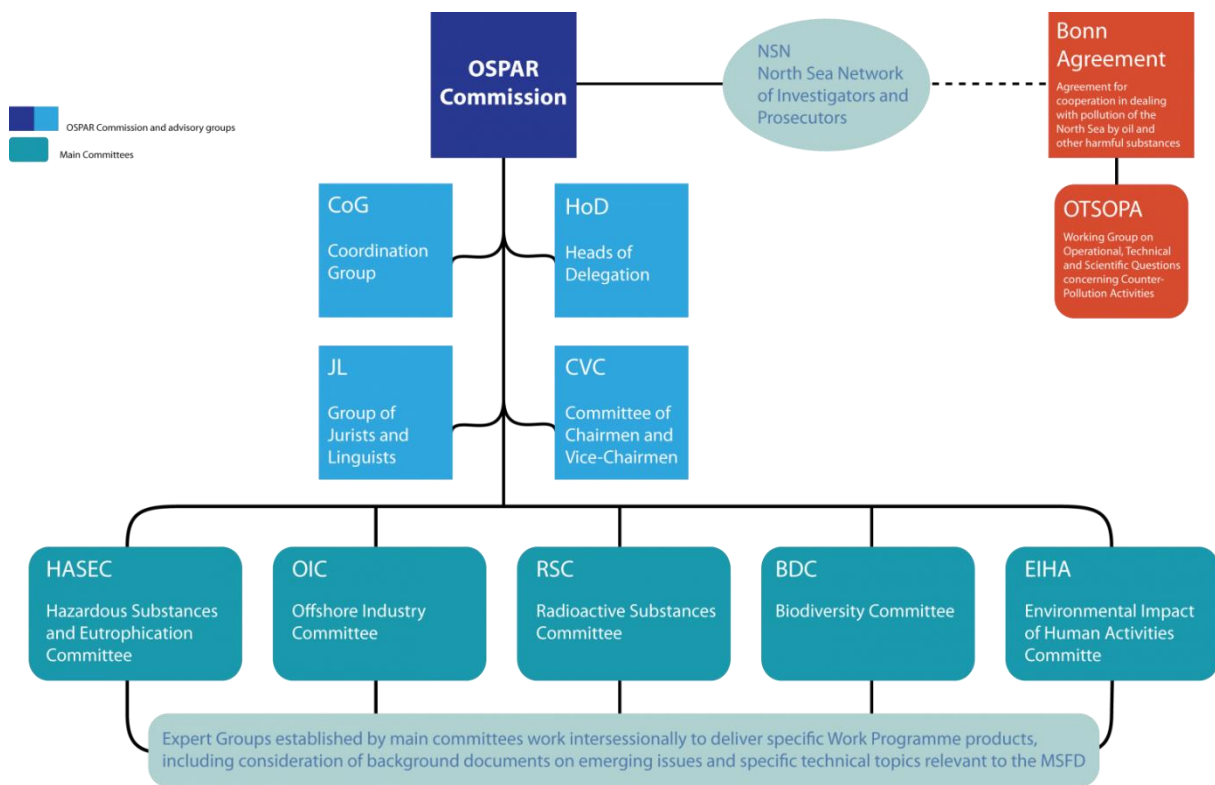 OSPAR
Commission
NSN
North Sea Network
of Investigators and
Prosecutors
Bonn
Agreement
Agreement for
cooperation in dealing
with pollution of the
North Sea by oil and
other harmful substances
OSPAR Commission and advisory groups
Main Committees
CoG
Coordination
Group
HoD
Heads of
Delegation
OTSOPA
Working Group on
Operational, Technical
and Scientific Questions
concerning Counter-
Pollution Activities
JL
Group of
Jurists and
Linguists
CVC
Committee of
Chairmen and
Vice-Chairmen
HASEC
Hazardous Substances
and Eutrophication
Committee
OIC
Offshore Industry
Committee
RSC
Radioactive Substances
Committee
BDC
Biodiversity Committee
EIHA
Environmental Impact
of Human Activities
Committe
Expert Groups established by main committees work intersessionally to deliver specific Work Programme products,
including consideration of background documents on emerging issues and specific technical topics relevant to the MSFD